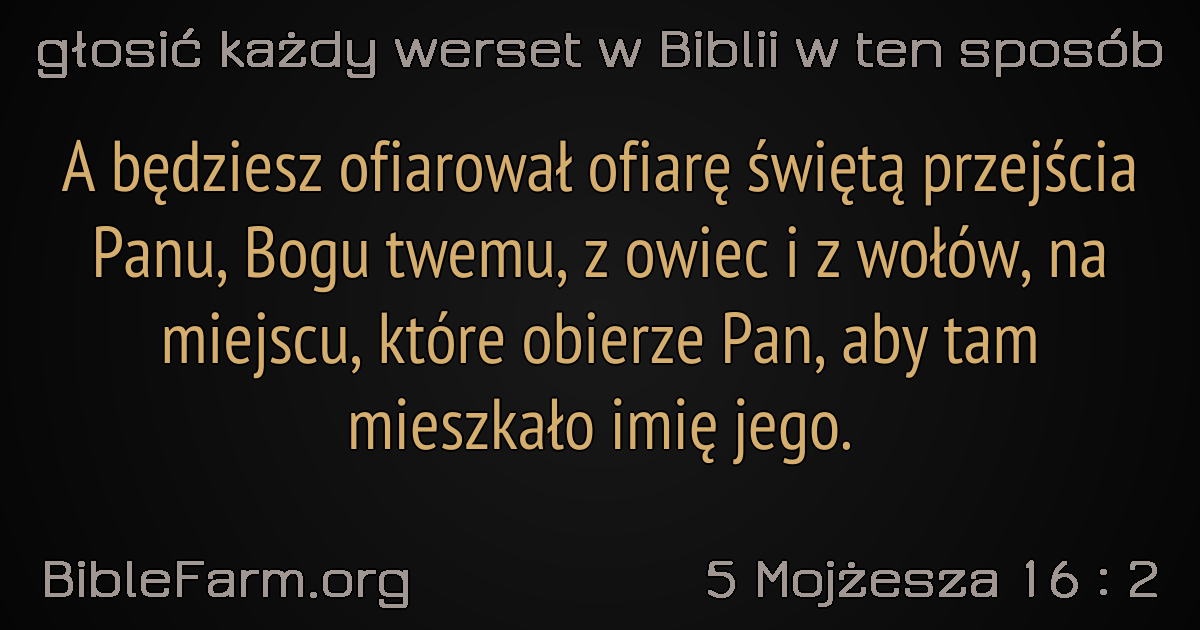 głosić każdy werset w Biblii w ten sposób
A będziesz ofiarował ofiarę świętą przejścia
Panu, Bogu twemu, z owiec i z wołów, na
miejscu, które obierze Pan, aby tam
mieszkało imię jego.
BibleFarm.org
5 Mojżesza 16 : 2